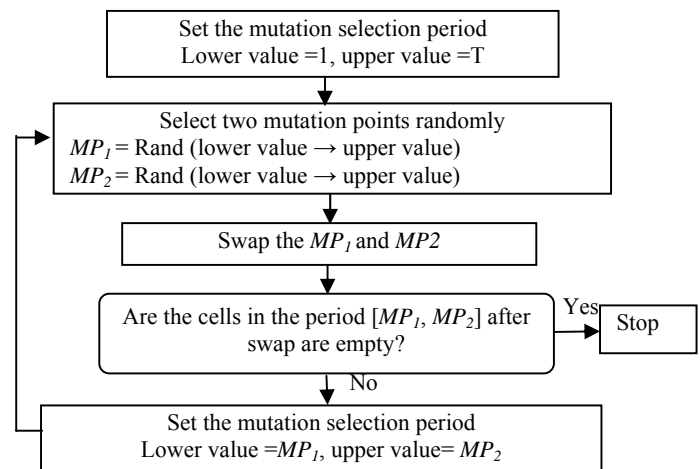 Set the mutation selection period
Lower value =1, upper value =T
Select two mutation points randomly
MP1 = Rand (lower value → upper value)
MP2 = Rand (lower value → upper value)
Swap the MP1 and MP2
Are the cells in the period [MP1, MP2] after
swap are empty?
Yes
Stop
No
Set the mutation selection period
Lower value =MP1, upper value= MP2